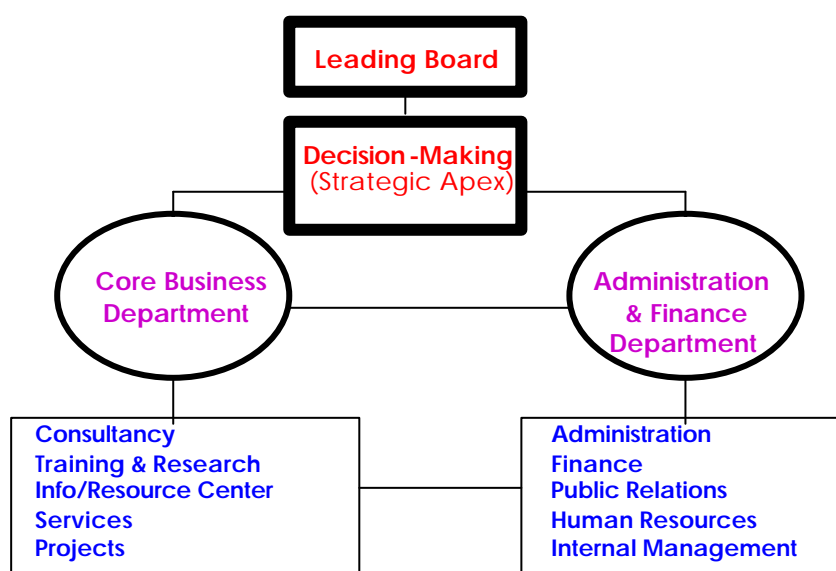 Leading Board
Decision-Making
(Strategic Apex)
Core Business
Department
Administration
& Finance
Department
Consultancy
Training & Research
Info/Resource Center
Services
Projects
Administration
Finance
Public Relations
Human Resources
Internal Management